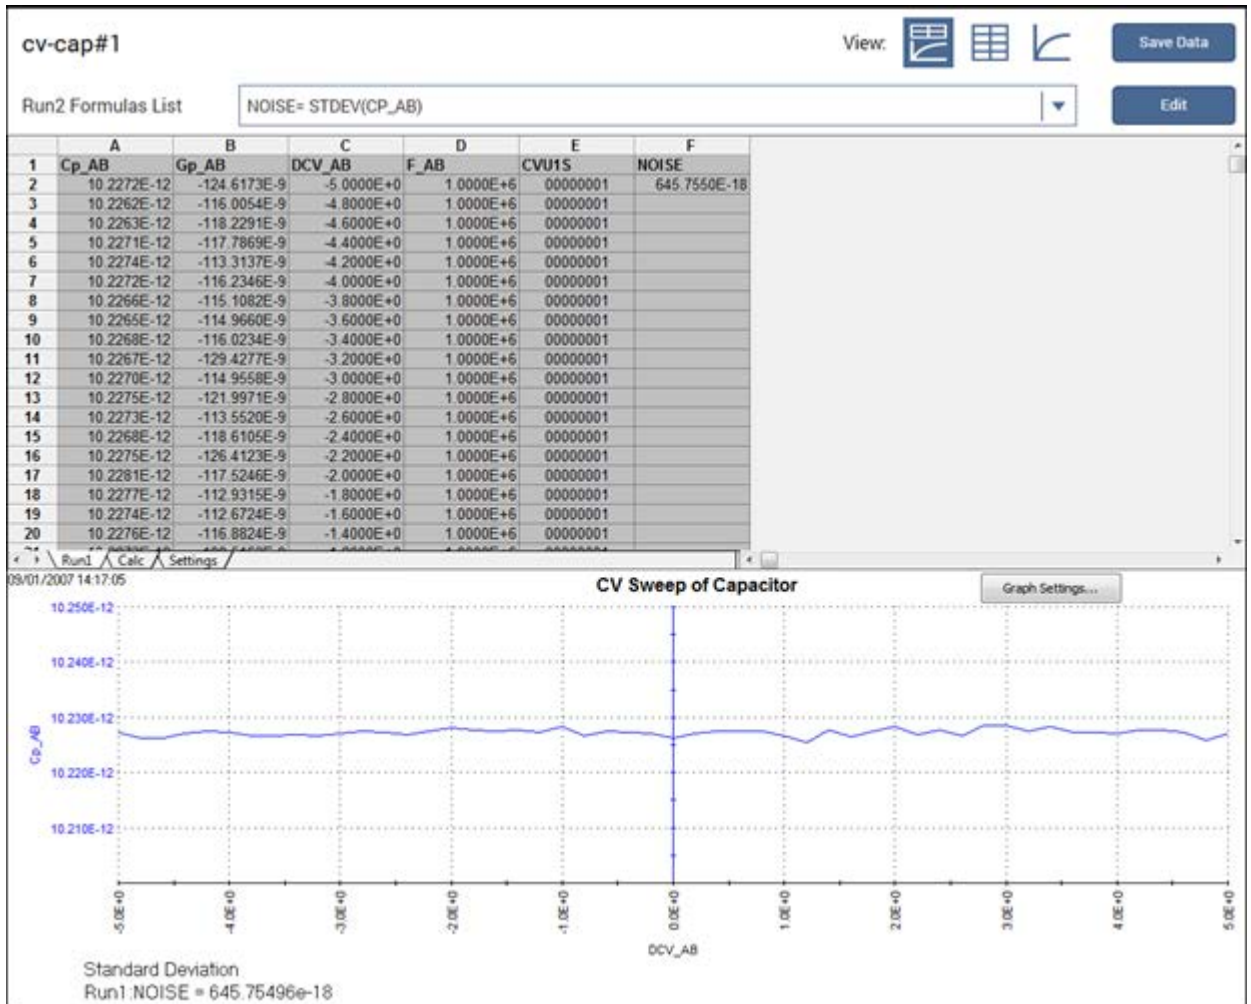 cv-cap#1 View: Save Data
Run2 Formulas List NOISE= STDEV(CP_AB) Edit
A B C D E F
1 Cp_AB Gp_AB DCV_AB F_AB CVU1S NOISE
2 10.2272E-12 -124.6173E-9 -5.0000E+0 1.0000E+6 00000001 645.7550E-18
3 10.2262E-12 -116.0054E-9 -4.8000E+0 1.0000E+6 00000001
4 10.2263E-12 -118.2291E-9 -4.6000E+0 1.0000E+6 00000001
5 10.2271E-12 -117.7869E-9 -4.4000E+0 1.0000E+6 00000001
6 10.2274E-12 -113.3137E-9 -4.2000E+0 1.0000E+6 00000001
7 10.2272E-12 -116.2346E-9 -4.0000E+0 1.0000E+6 00000001
8 10.2266E-12 -115.1082E-9 -3.8000E+0 1.0000E+6 00000001
9 10.2265E-12 -114.9660E-9 -3.6000E+0 1.0000E+6 00000001
10 10.2268E-12 -116.0234E-9 -3.4000E+0 1.0000E+6 00000001
11 10.2267E-12 -129.4277E-9 -3.2000E+0 1.0000E+6 00000001
12 10.2270E-12 -114.9558E-9 -3.0000E+0 1.0000E+6 00000001
13 10.2275E-12 -121.9971E-9 -2.8000E+0 1.0000E+6 00000001
14 10.2273E-12 -113.5520E-9 -2.6000E+0 1.0000E+6 00000001
15 10.2268E-12 -118.6105E-9 -2.4000E+0 1.0000E+6 00000001
16 10.2275E-12 -126.4123E-9 -2.2000E+0 1.0000E+6 00000001
17 10.2281E-12 -117.5246E-9 -2.0000E+0 1.0000E+6 00000001
18 10.2277E-12 -112.9315E-9 -1.8000E+0 1.0000E+6 00000001
19 10.2274E-12 -112.6724E-9 -1.6000E+0 1.0000E+6 00000001
20 10.2276E-12 -116.8824E-9 -1.4000E+0 1.0000E+6 00000001
Run1 Calc Settings
09/01/2007 14:17:05 CV Sweep of Capacitor Graph Settings...
10.250E-12
10.240E-12
10.230E-12
Cp_AB
10.220E-12
10.210E-12
-5.0E+0 -4.0E+0 -3.0E+0 -2.0E+0 -1.0E+0 0.0E+0 1.0E+0 2.0E+0 3.0E+0 4.0E+0 5.0E+0
DCV_AB
Standard Deviation
Run1:NOISE = 645.75496e-18